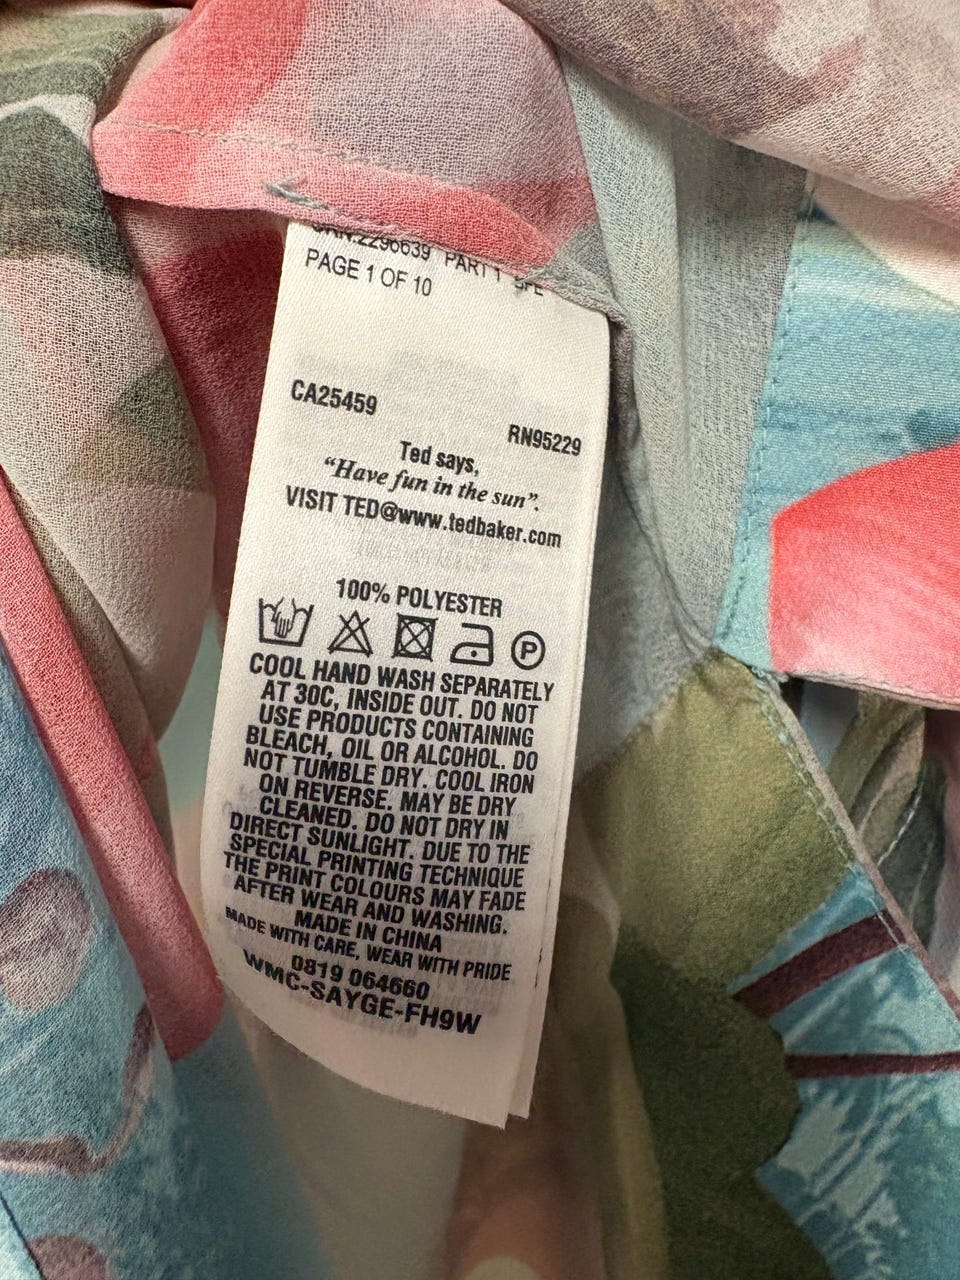 2296639 PART 1
PAGE 1 OF 10
CA25459
RN95229
Ted says,
“Have fun in the sun”.
VISIT TED@www.tedbaker.com
100% POLYESTER
P
COOL HAND WASH SEPARATELY
AT 30C, INSIDE OUT. DO NOT
USE PRODUCTS CONTAINING
BLEACH, OIL OR ALCOHOL. DO
NOT TUMBLE DRY. COOL IRON
ON REVERSE. MAY BE DRY
CLEANED. DO NOT DRY IN
DIRECT SUNLIGHT. DUE TO THE
SPECIAL PRINTING TECHNIQUE
THE PRINT COLOURS MAY FADE
AFTER WEAR AND WASHING.
MADE IN CHINA
MADE WITH CARE, WEAR WITH PRIDE
0819 064660
WMC-SAYGE-FH9W